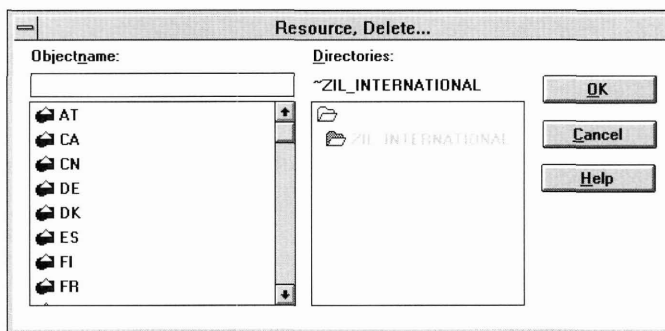 Resource, Delete...
Objectname:
AT
CA
CN
DE
DK
ES
FI
FR
Directories:
~ZIL_INTERNATIONAL
ZIL_INTERNATIONAL
OK
Cancel
Help